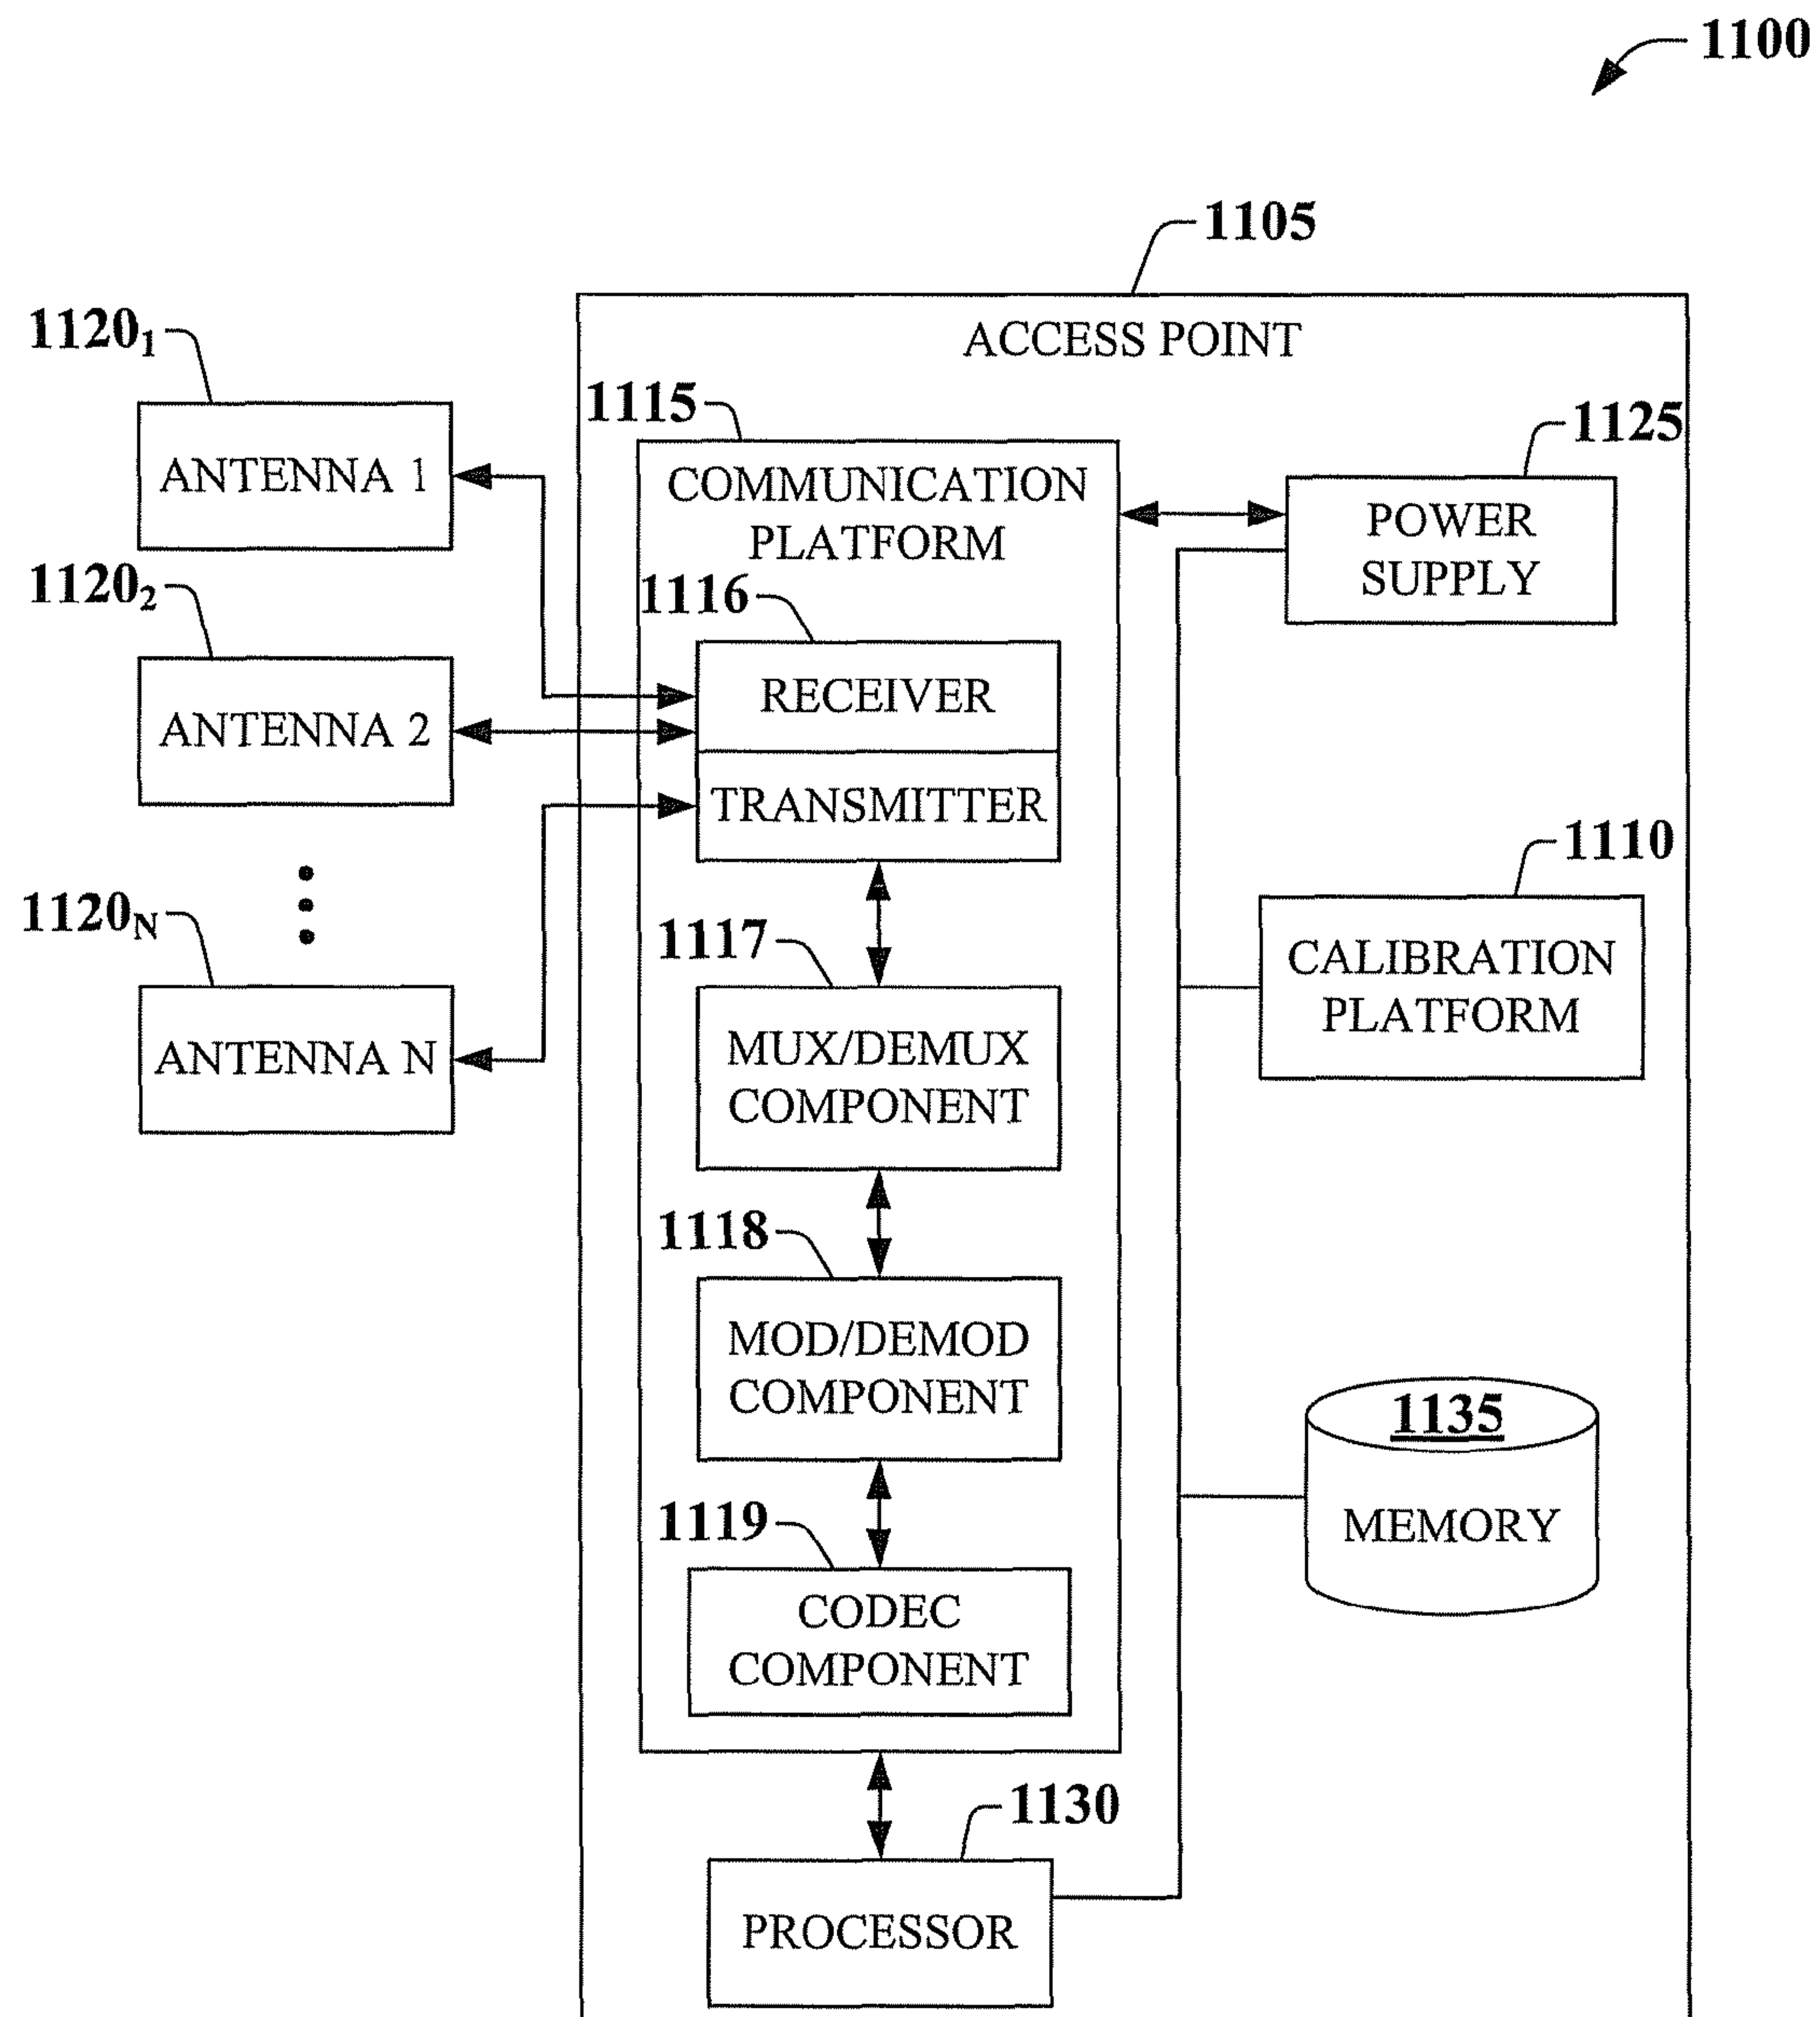 1100
1105
ACCESS POINT
1120₁
ANTENNA 1
1120₂
ANTENNA 2
1120N
ANTENNA N
1115
COMMUNICATION
PLATFORM
1116
RECEIVER
TRANSMITTER
1117
MUX/DEMUX
COMPONENT
1118
MOD/DEMOD
COMPONENT
1119
CODEC
COMPONENT
1130
PROCESSOR
1125
POWER
SUPPLY
1110
CALIBRATION
PLATFORM
1135
MEMORY